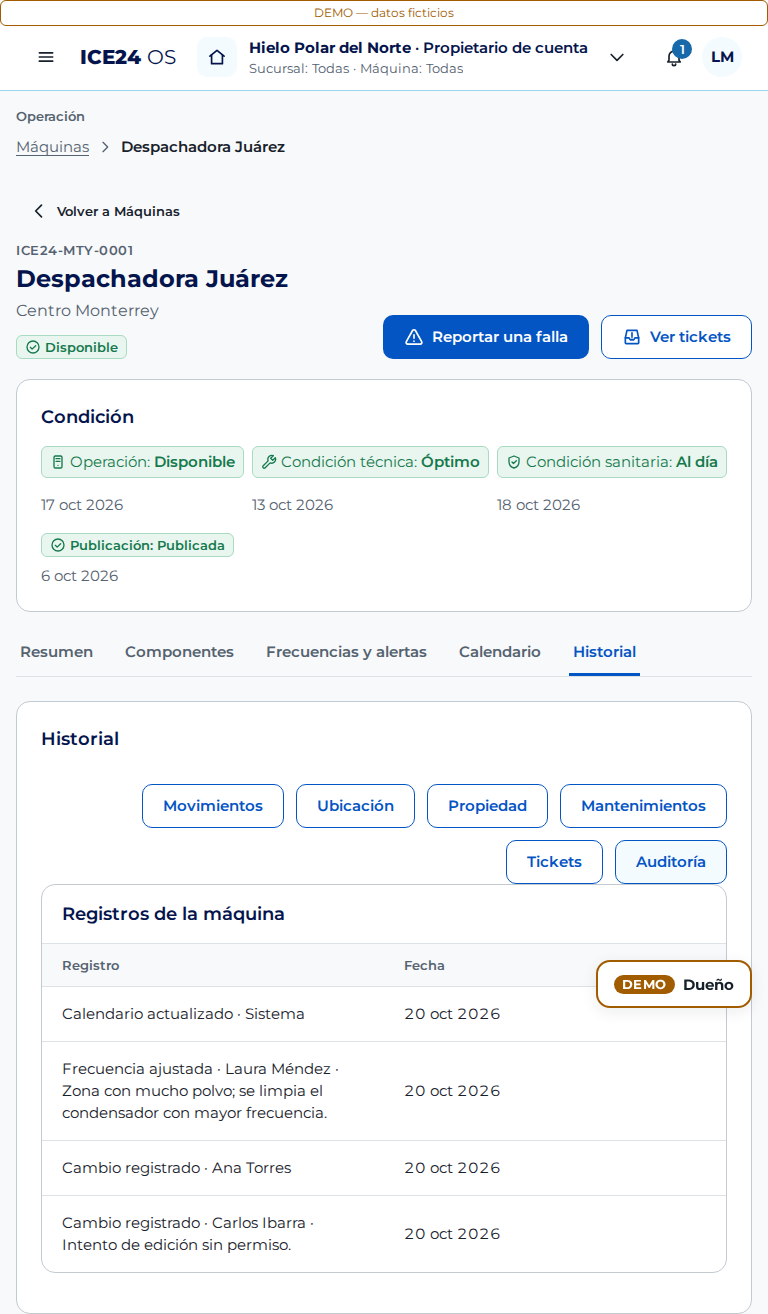 DEMO — datos ficticios
ICE24 OS
Hielo Polar del Norte · Propietario de cuenta
Sucursal: Todas · Máquina: Todas
1
LM
Operación
Máquinas
Despachadora Juárez
Volver a Máquinas
ICE24-MTY-0001
Despachadora Juárez
Centro Monterrey
Disponible
Reportar una falla
Ver tickets
Condición
Operación: Disponible
Condición técnica: Óptimo
Condición sanitaria: Al día
17 oct 2026
13 oct 2026
18 oct 2026
Publicación: Publicada
6 oct 2026
Resumen
Componentes
Frecuencias y alertas
Calendario
Historial
Historial
Movimientos
Ubicación
Propiedad
Mantenimientos
Tickets
Auditoría
Registros de la máquina
Registro
Fecha
DEMO Dueño
Calendario actualizado · Sistema
20 oct 2026
Frecuencia ajustada · Laura Méndez ·
Zona con mucho polvo; se limpia el
condensador con mayor frecuencia.
20 oct 2026
Cambio registrado · Ana Torres
20 oct 2026
Cambio registrado · Carlos Ibarra ·
Intento de edición sin permiso.
20 oct 2026